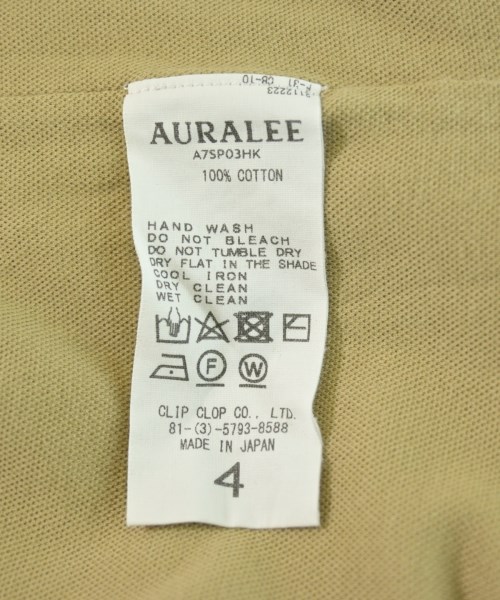 AURALEE
A7SP03HK
100% COTTON
HAND WASH
DO NOT BLEACH
DO NOT TUMBLE DRY
DRY FLAT IN THE SHADE
COOL IRON
DRY CLEAN
WET CLEAN
F W
CLIP CLOP CO., LTD.
81-(3)-5793-8588
MADE IN JAPAN
4